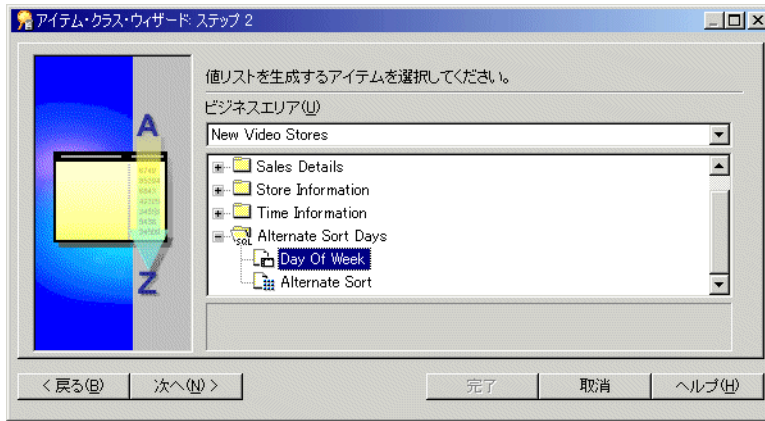 アイテム・クラス・ウィザード: ステップ 2
値リストを生成するアイテムを選択してください。
ビジネスエリア(U)
New Video Stores
Sales Details
Store Information
Time Information
SQL
Alternate Sort Days
Day Of Week
Alternate Sort
A
Z
< 戻る(B)
次へ(N) >
完了
取消
ヘルプ(H)